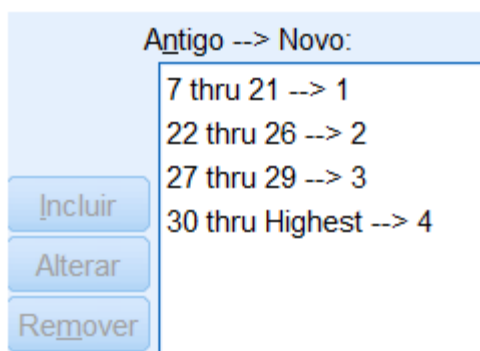 Antigo --> Novo:
7 thru 21 --> 1
22 thru 26 --> 2
27 thru 29 --> 3
30 thru Highest --> 4
Incluir
Alterar
Remover